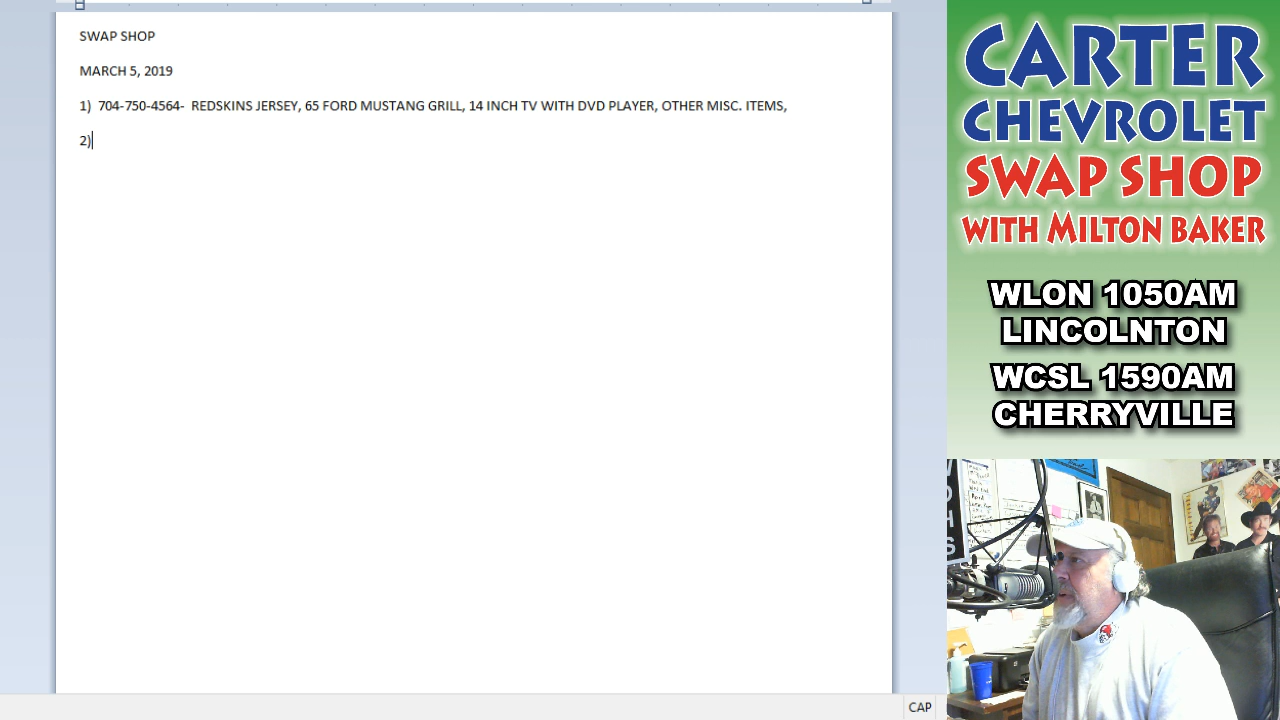 SWAP SHOP
MARCH 5, 2019
1) 704-750-4564- REDSKINS JERSEY, 65 FORD MUSTANG GRILL, 14 INCH TV WITH DVD PLAYER, OTHER MISC. ITEMS,
2)
CAP
CARTER
CHEVROLET
SWAP SHOP
WITH MILTON BAKER
WLON 1050AM
LINCOLNTON
WCSL 1590AM
CHERRYVILLE